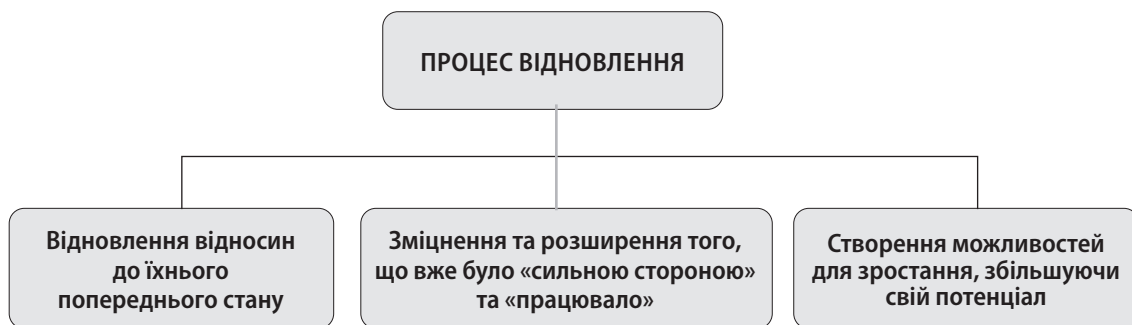 ПРОЦЕС ВІДНОВЛЕННЯ
Відновлення відносин
до їхнього
попереднього стану
Зміцнення та розширення того,
що вже було «сильною стороною»
та «працювало»
Створення можливостей
для зростання, збільшуючи
свій потенціал